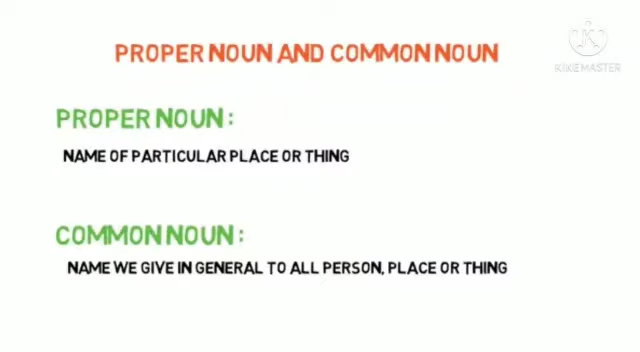 PROPER NOUN AND COMMON NOUN
KINEMASTER
PROPER NOUN :
NAME OF PARTICULAR PLACE OR THING
COMMON NOUN :
NAME WE GIVE IN GENERAL TO ALL PERSON, PLACE OR THING